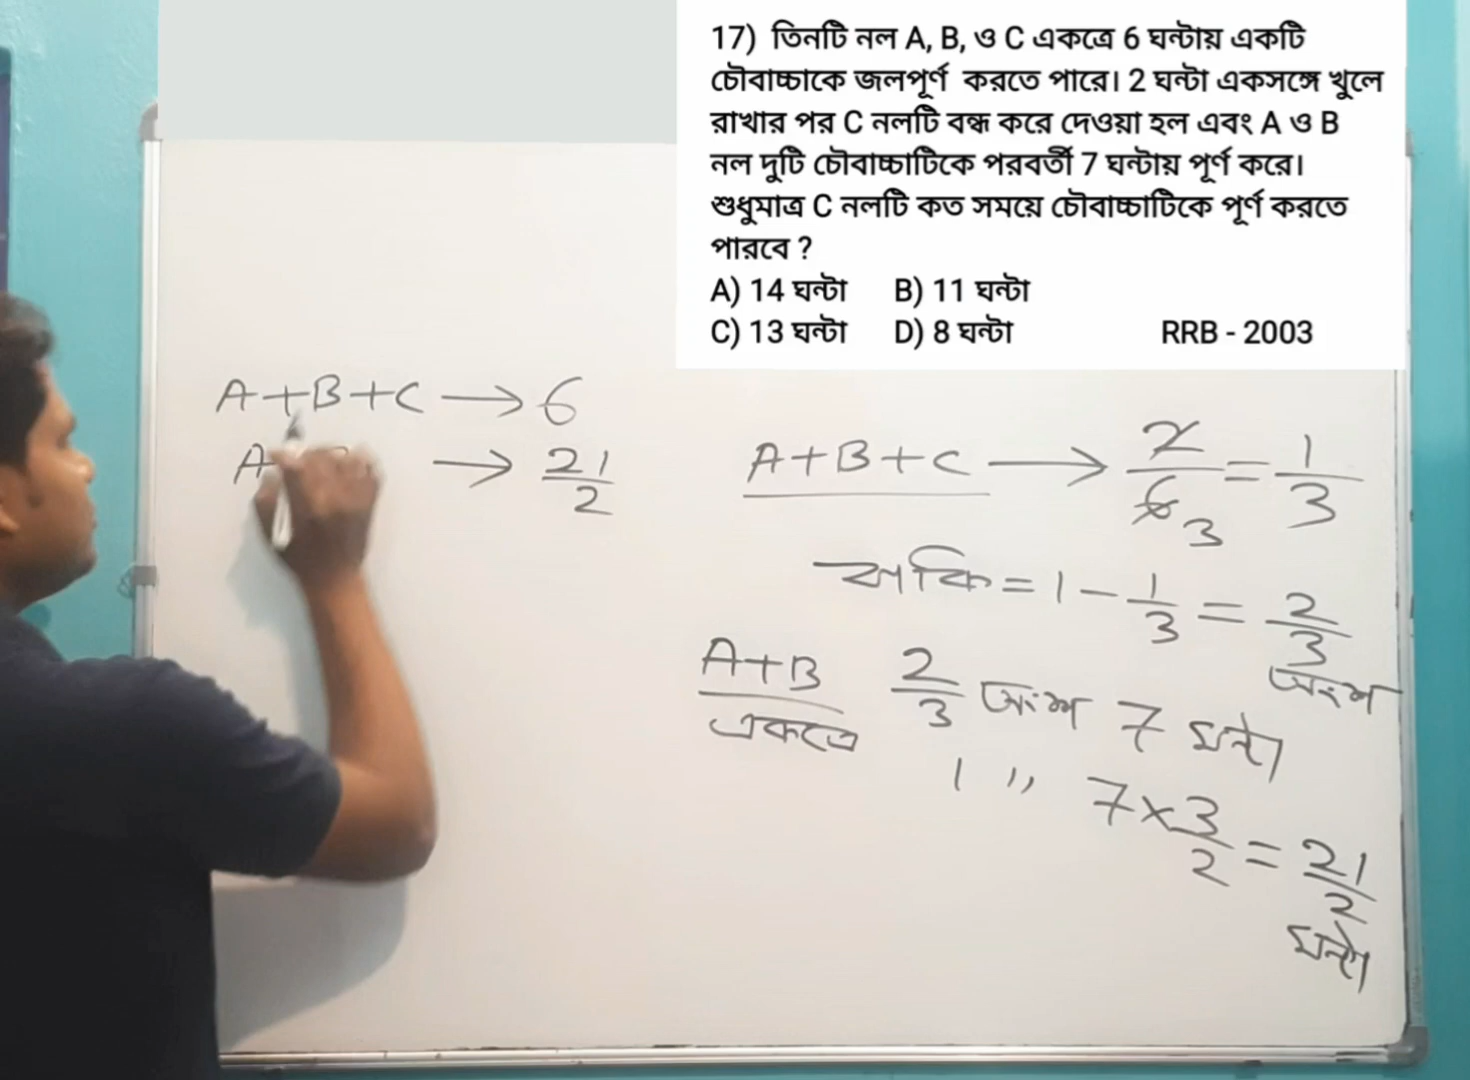 17) তিনটি নল A, B, ও C একত্রে 6 ঘন্টায় একটি
চৌবাচ্চাকে জলপূর্ণ করতে পারে। 2 ঘন্টা একসঙ্গে খুলে
রাখার পর C নলটি বন্ধ করে দেওয়া হল এবং A ও B
নল দুটি চৌবাচ্চাটিকে পরবর্তী 7 ঘন্টায় পূর্ণ করে।
শুধুমাত্র C নলটি কত সময়ে চৌবাচ্চাটিকে পূর্ণ করতে
পারবে ?
A) 14 ঘন্টা B) 11 ঘন্টা
C) 13 ঘন্টা D) 8 ঘন্টা RRB - 2003
A+B+C → 6
A → 21/2
A+B+C → 2/6 3 = 1/3
বাকি = 1 - 1/3 = 2/3
অংশ
A+B 2/3 অংশ 7 ঘন্টা
একত্রে
1 " 7×3/2 = 21/2
ঘন্টা